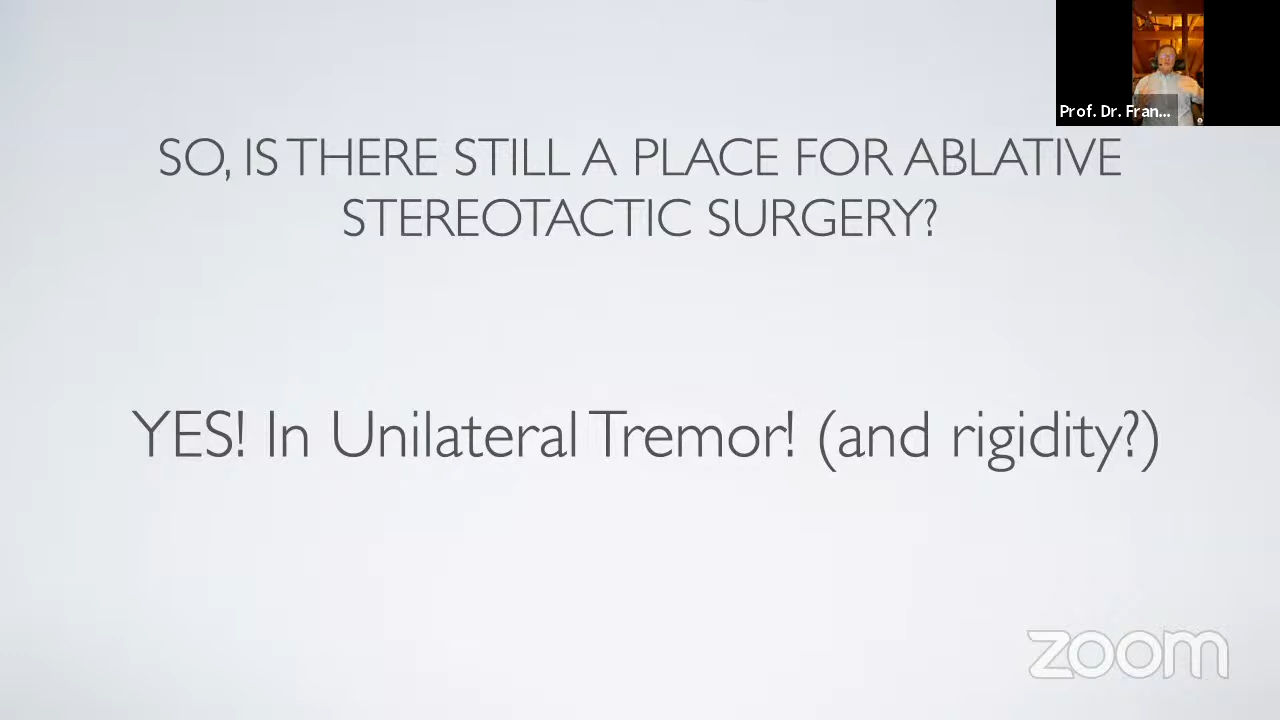 Prof. Dr. Fran...
SO, IS THERE STILL A PLACE FOR ABLATIVE
STEREOTACTIC SURGERY?
YES! In Unilateral Tremor! (and rigidity?)
zoom